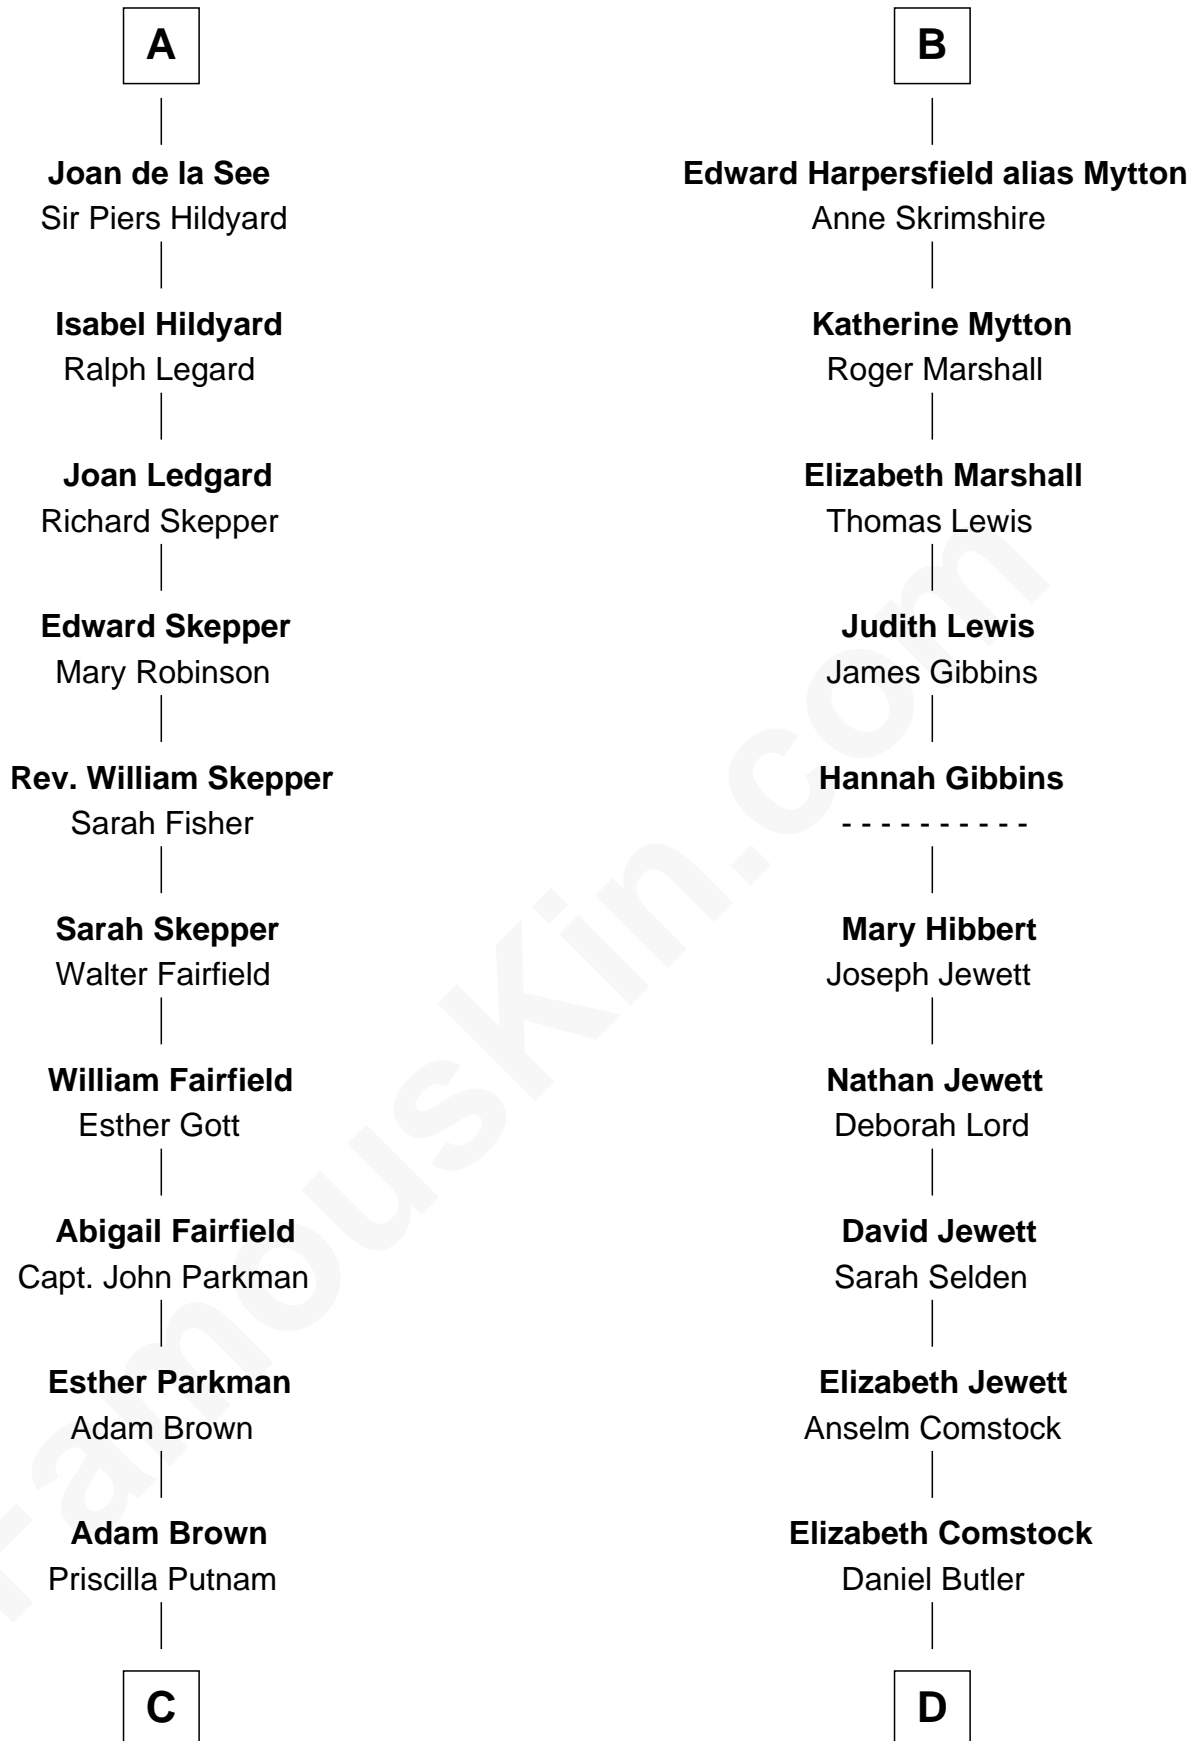 A
Joan de la See
Sir Piers Hildyard
Isabel Hildyard
Ralph Legard
Joan Ledgard
Richard Skepper
Edward Skepper
Mary Robinson
Rev. William Skepper
Sarah Fisher
Sarah Skepper
Walter Fairfield
William Fairfield
Esther Gott
Abigail Fairfield
Capt. John Parkman
Esther Parkman
Adam Brown
Adam Brown
Priscilla Putnam
C
B
Edward Harpersfield alias Mytton
Anne Skrimshire
Katherine Mytton
Roger Marshall
Elizabeth Marshall
Thomas Lewis
Judith Lewis
James Gibbins
Hannah Gibbins
- - - - - - - - - -
Mary Hibbert
Joseph Jewett
Nathan Jewett
Deborah Lord
David Jewett
Sarah Selden
Elizabeth Jewett
Anselm Comstock
Elizabeth Comstock
Daniel Butler
D
FamousKin.com